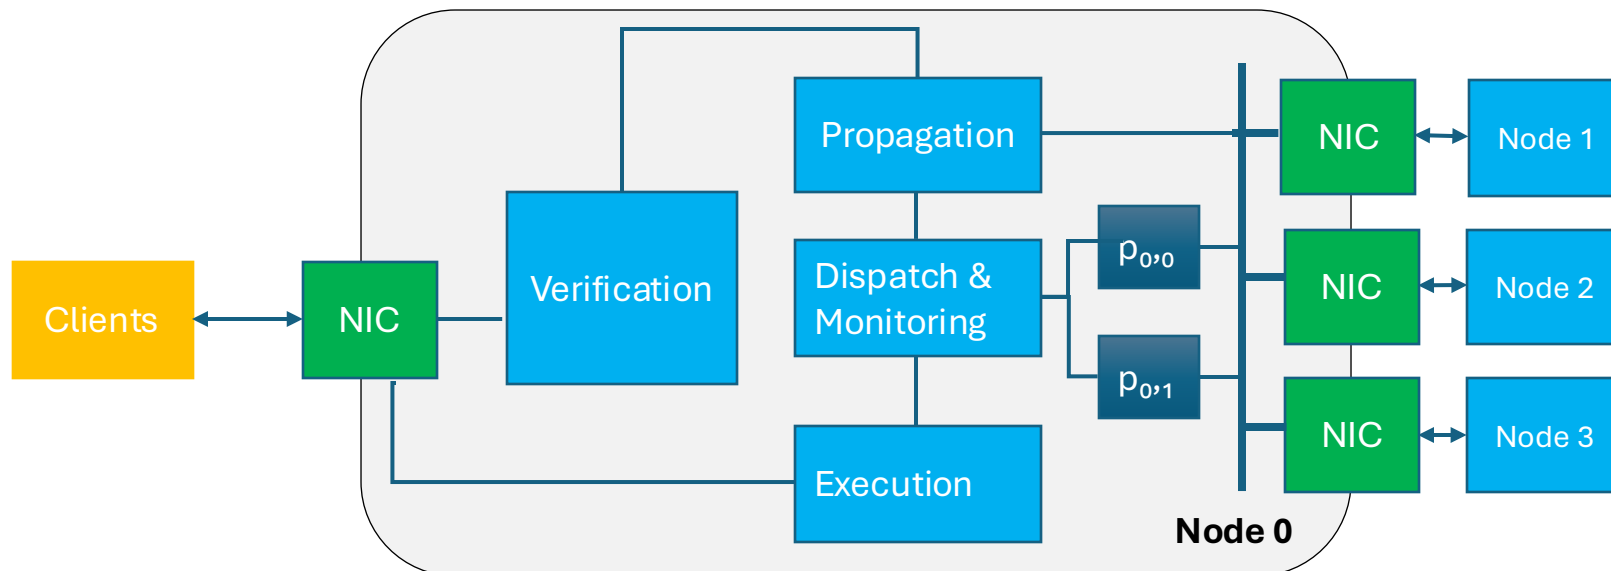 Clients
NIC
Verification
Propagation
Dispatch &
Monitoring
Execution
p0,0
p0,1
NIC
NIC
NIC
Node 1
Node 2
Node 3
Node 0